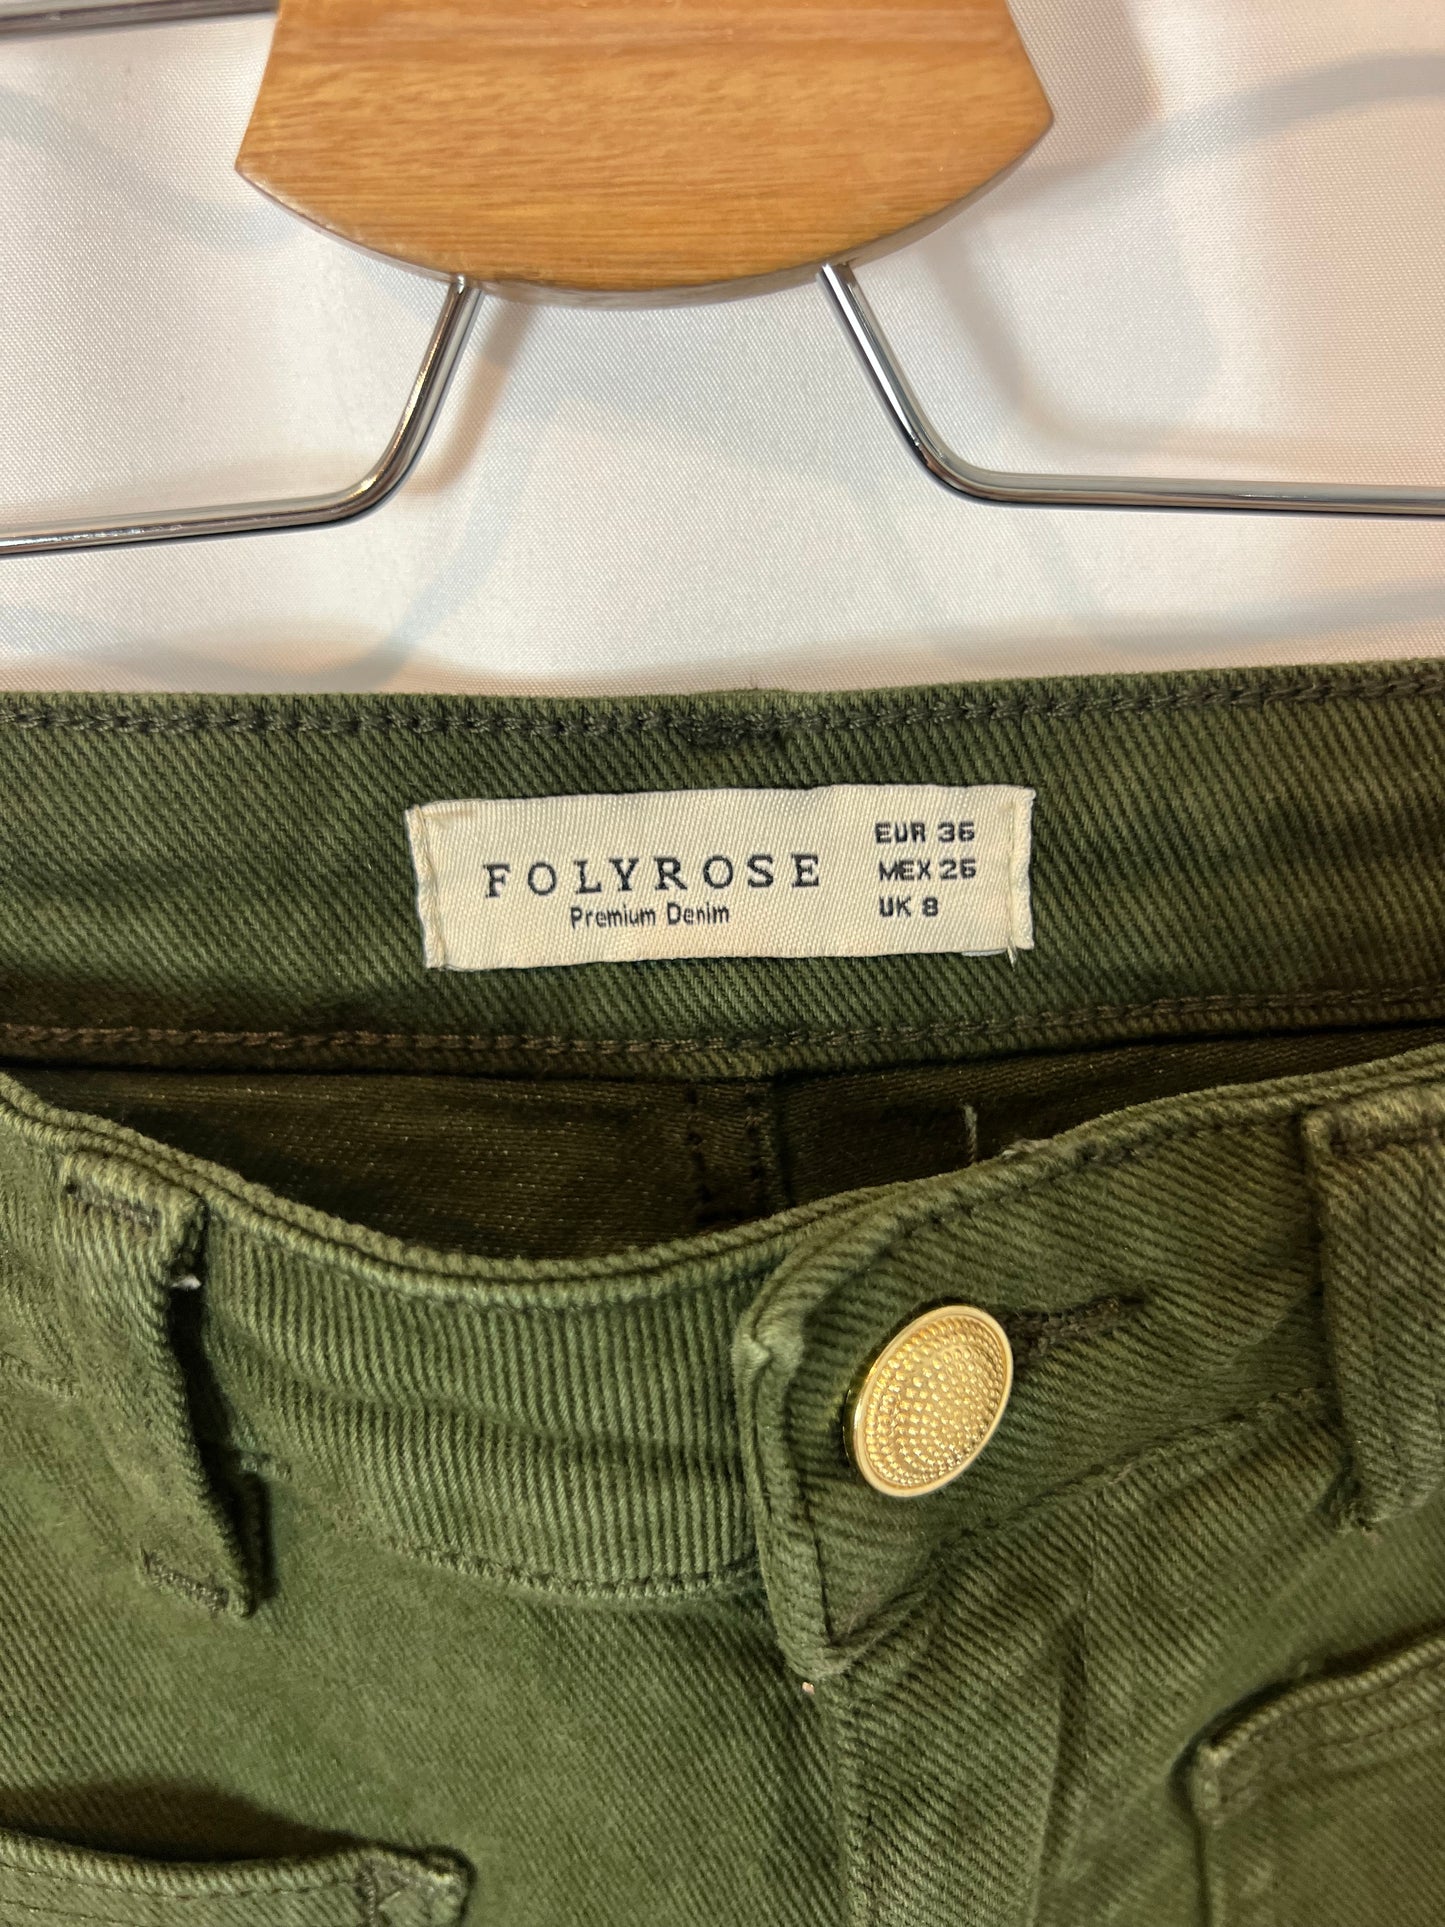 FOLYROSE
Premium Denim
EUR 36
MEX 26
UK 8